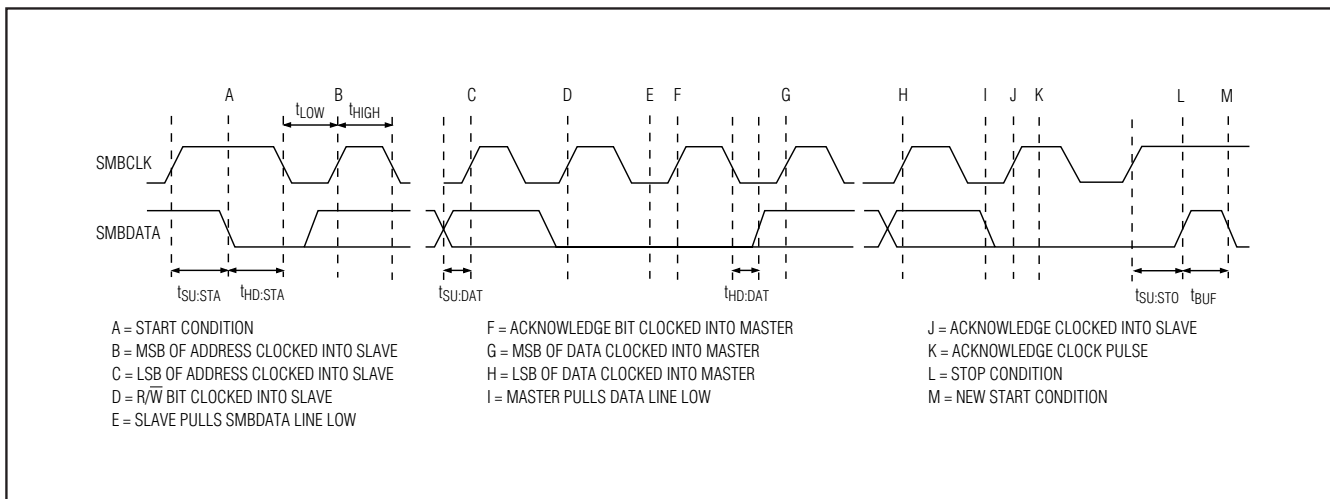 A B C D E F G H I J K L M
tLOW tHIGH
SMBCLK
SMBDATA
tSU:STA tHD:STA tSU:DAT tHD:DAT tSU:STO tBUF
A = START CONDITION
B = MSB OF ADDRESS CLOCKED INTO SLAVE
C = LSB OF ADDRESS CLOCKED INTO SLAVE
D = R/W̅ BIT CLOCKED INTO SLAVE
E = SLAVE PULLS SMBDATA LINE LOW
F = ACKNOWLEDGE BIT CLOCKED INTO MASTER
G = MSB OF DATA CLOCKED INTO MASTER
H = LSB OF DATA CLOCKED INTO MASTER
I = MASTER PULLS DATA LINE LOW
J = ACKNOWLEDGE CLOCKED INTO SLAVE
K = ACKNOWLEDGE CLOCK PULSE
L = STOP CONDITION
M = NEW START CONDITION